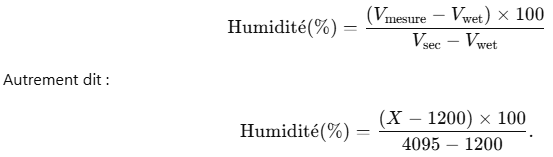 Humidité(%) = (V_mesure − V_wet) × 100 / V_sec − V_wet
Autrement dit :
Humidité(%) = (X − 1200) × 100 / 4095 − 1200 .